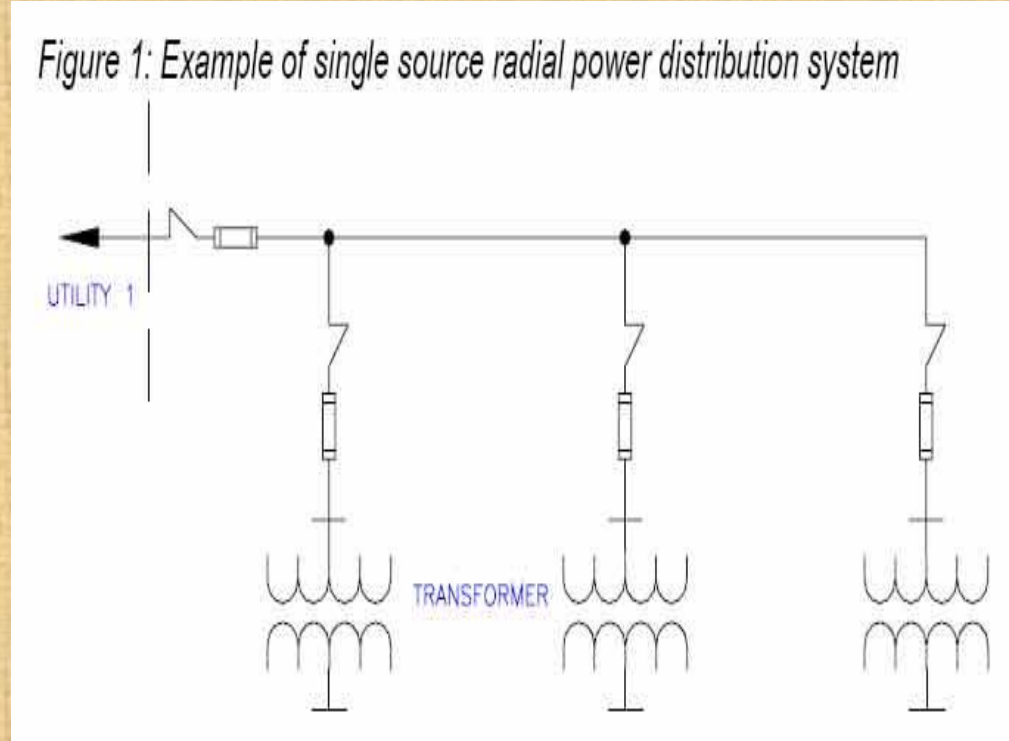 Figure 1: Example of single source radial power distribution system
UTILITY 1
TRANSFORMER